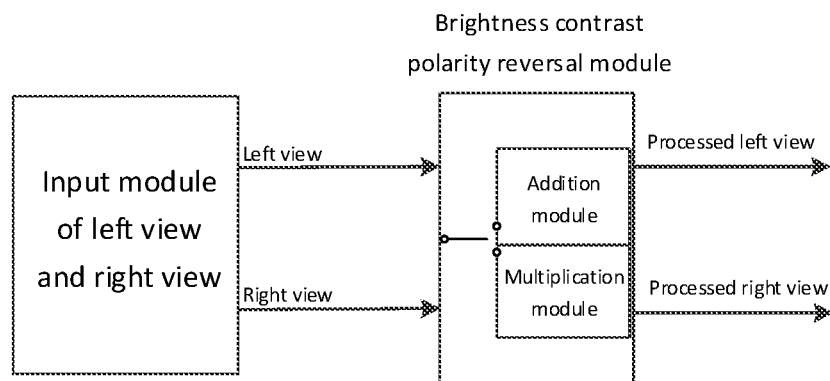 Brightness contrast
polarity reversal module
Input module
of left view
and right view
Left view
Right view
Addition
module
Multiplication
module
Processed left view
Processed right view